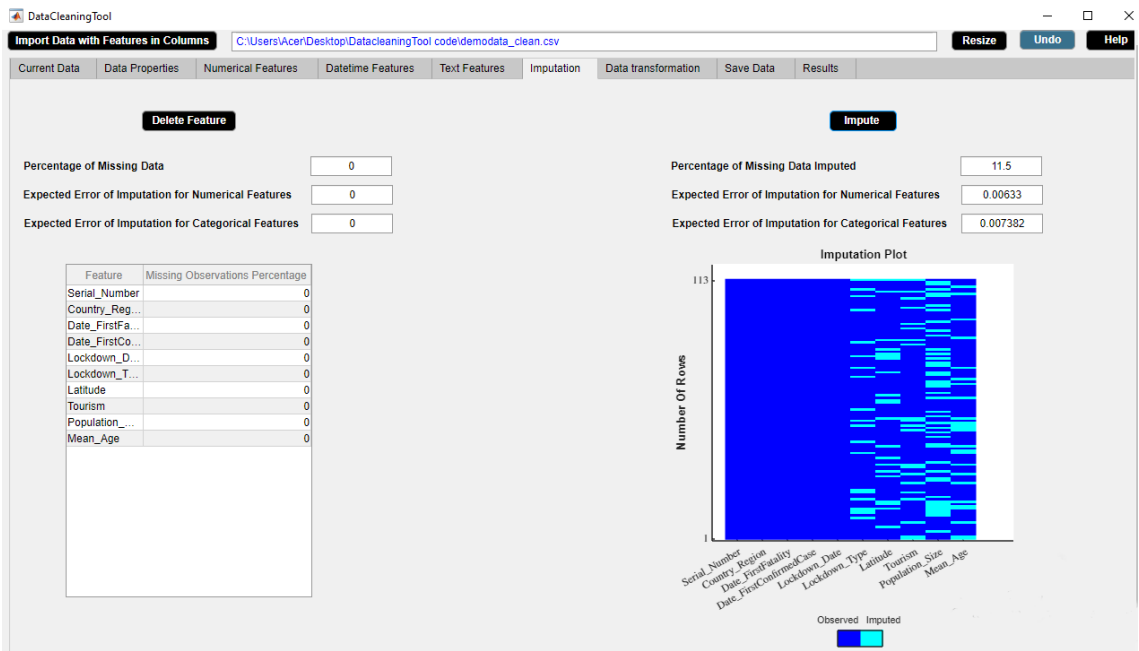 DataCleaningTool
Import Data with Features in Columns C:\Users\Acer\Desktop\DatacleaningTool code\demodata_clean.csv Resize Undo Help
Current Data Data Properties Numerical Features Datetime Features Text Features Imputation Data transformation Save Data Results
Delete Feature
Impute
Percentage of Missing Data 0
Expected Error of Imputation for Numerical Features 0
Expected Error of Imputation for Categorical Features 0
Percentage of Missing Data Imputed 11.5
Expected Error of Imputation for Numerical Features 0.00633
Expected Error of Imputation for Categorical Features 0.007382
Feature Missing Observations Percentage
Serial_Number 0
Country_Reg... 0
Date_FirstFa... 0
Date_FirstCo... 0
Lockdown_D... 0
Lockdown_T... 0
Latitude 0
Tourism 0
Population_... 0
Mean_Age 0
Imputation Plot
113
Number Of Rows
1
Serial_Number
Country_Region
Date_FirstFatality
Date_FirstConfirmedCase
Lockdown_Date
Lockdown_Type
Latitude
Tourism
Population_Size
Mean_Age
Observed Imputed